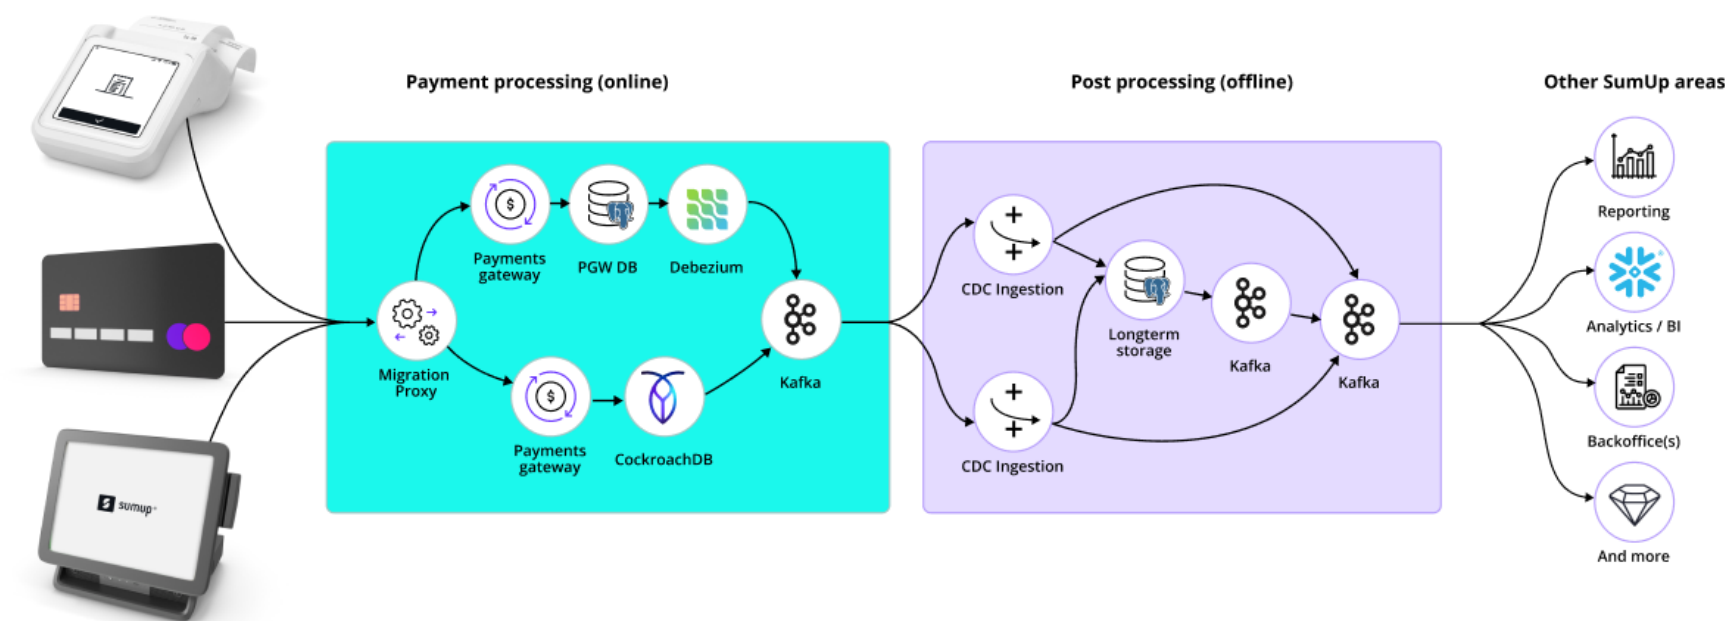 Payment processing (online)
Post processing (offline)
Other SumUp areas
Payments
gateway
PGW DB
Debezium
Migration
Proxy
Payments
gateway
CockroachDB
Kafka
CDC Ingestion
CDC Ingestion
Longterm
storage
Kafka
Kafka
Reporting
Analytics / BI
Backoffice(s)
And more
$
$
sumup